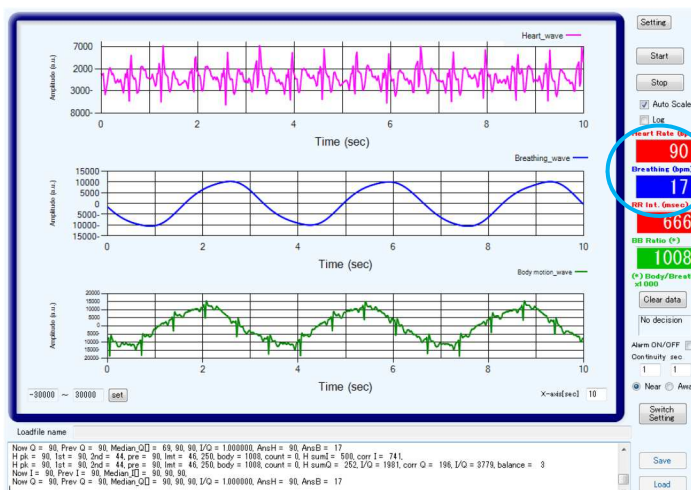 Heart_wave
7000
2000
3000-
8000-
Amplitude (a.u.)
0 2 4 6 8 10
Time (sec)
Breathing_wave
15000
10000
5000
0
5000-
10000-
15000-
Amplitude (a.u.)
0 2 4 6 8 10
Time (sec)
Body motion_wave
20000
15000
10000
5000
0
5000
10000
15000
20000
Amplitude (a.u.)
0 2 4 6 8 10
Time (sec)
-30000 ~ 30000 set
X-axis[sec] 10
Setting
Start
Stop
Auto Scale
Log
Heart Rate (bp
90
Breathing (bpm)
17
RR Int. (msec)
666
BB Ratio (*)
1008
(*) Body/Breat
x1000
Clear data
No decision
Alarm ON/OFF
Continuity sec
1 1
Near Awa
Switch
Setting
Save
Load
Loadfile name
Now Q = 90, Prev Q = 90, Median_Q[] = 69, 90, 90, I/Q = 1.000000, AnsH = 90, AnsB = 17
H pk = 90, 1st = 90, 2nd = 44, pre = 90, lmt = 46, 250, body = 1008, count = 0, H sumI = 500, corr I = 741,
H pk = 90, 1st = 90, 2nd = 44, pre = 90, lmt = 46, 250, body = 1008, count = 0, H sumQ = 252, I/Q = 1981, corr Q = 196, I/Q = 3779, balance = 3
Now I = 90, Prev I = 90, Median_I[] = 90, 90, 90,
Now Q = 90, Prev Q = 90, Median_Q[] = 90, 90, 90, I/Q = 1.000000, AnsH = 90, AnsB = 17